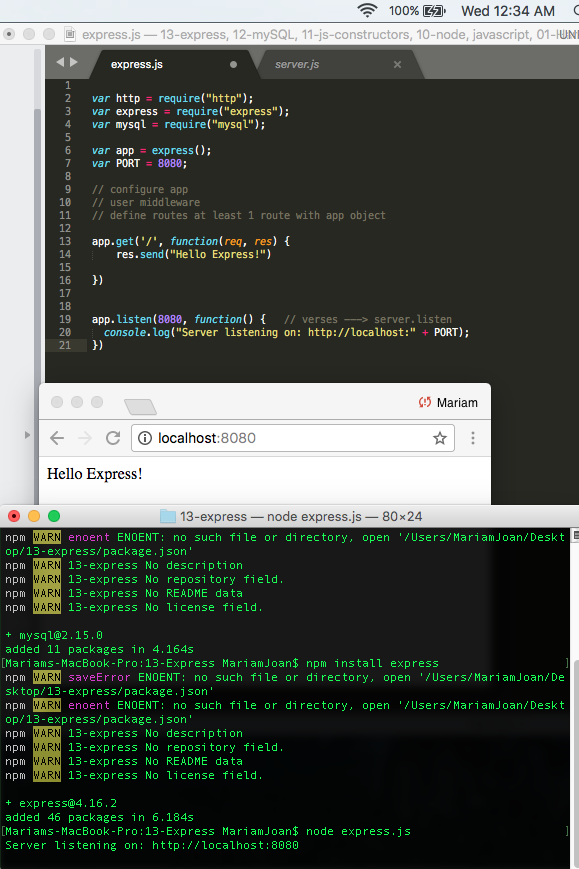 100% Wed 12:34 AM
express.js — 13-express, 12-mySQL, 11-js-constructors, 10-node, javascript, 01-
express.js server.js ×
1
2 var http = require("http");
3 var express = require("express");
4 var mysql = require("mysql");
5
6 var app = express();
7 var PORT = 8080;
8
9 // configure app
10 // user middleware
11 // define routes at least 1 route with app object
12
13 app.get('/', function(req, res) {
14 res.send("Hello Express!")
15
16 })
17
18
19 app.listen(8080, function() { // verses ---> server.listen
20 console.log("Server listening on: http://localhost:" + PORT);
21 })
Mariam
localhost:8080
Hello Express!
13-express — node express.js — 80×24
npm WARN enoent ENOENT: no such file or directory, open '/Users/MariamJoan/Deskt
op/13-express/package.json'
npm WARN 13-express No description
npm WARN 13-express No repository field.
npm WARN 13-express No README data
npm WARN 13-express No license field.
+ mysql@2.15.0
added 11 packages in 4.164s
[Mariams-MacBook-Pro:13-Express MariamJoan$ npm install express ]
npm WARN saveError ENOENT: no such file or directory, open '/Users/MariamJoan/De
sktop/13-express/package.json'
npm WARN enoent ENOENT: no such file or directory, open '/Users/MariamJoan/Deskt
op/13-express/package.json'
npm WARN 13-express No description
npm WARN 13-express No repository field.
npm WARN 13-express No README data
npm WARN 13-express No license field.
+ express@4.16.2
added 46 packages in 6.184s
[Mariams-MacBook-Pro:13-Express MariamJoan$ node express.js ]
Server listening on: http://localhost:8080